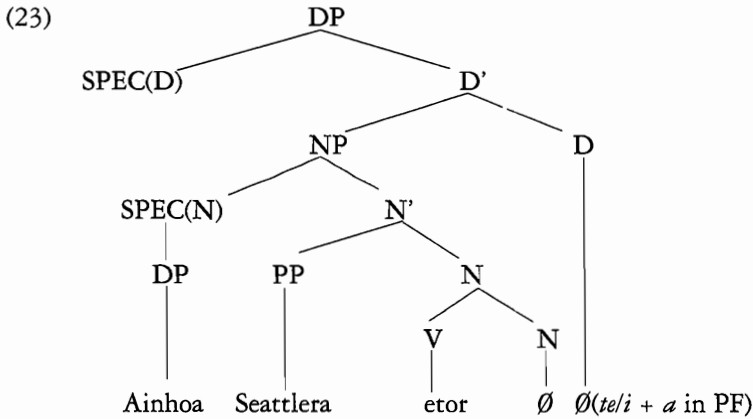 (23) DP
SPEC(D) D'
NP D
SPEC(N) N'
DP PP N
V N
Ainhoa Seattlera etor Ø Ø(te/i + a in PF)